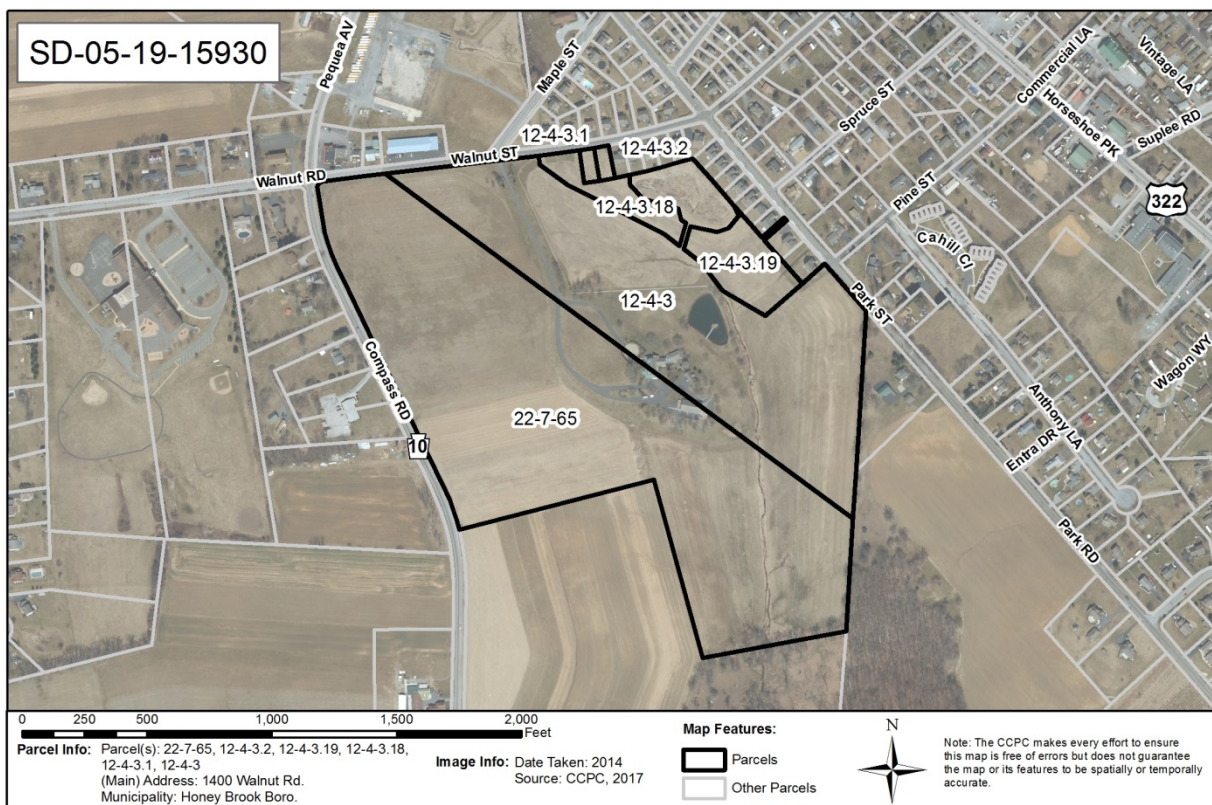 SD-05-19-15930
Pequea AV
Maple ST
Commercial LA
Vintage LA
Spruce ST
Horseshoe PK
Suplee RD
12-4-3.1
12-4-3.2
Walnut ST
Walnut RD
322
Pine ST
12-4-3.18
Cahill CI
12-4-3.19
12-4-3
Park ST
Wagon WY
Compass RD
22-7-65
Anthony LA
10
Entra DR
Park RD
0 250 500 1,000 1,500 2,000
Feet
Parcel Info: Parcel(s): 22-7-65, 12-4-3.2, 12-4-3.19, 12-4-3.18,
12-4-3.1, 12-4-3
(Main) Address: 1400 Walnut Rd.
Municipality: Honey Brook Boro.
Image Info: Date Taken: 2014
Source: CCPC, 2017
Map Features:
Parcels
Other Parcels
N
Note: The CCPC makes every effort to ensure
this map is free of errors but does not guarantee
the map or its features to be spatially or temporally
accurate.